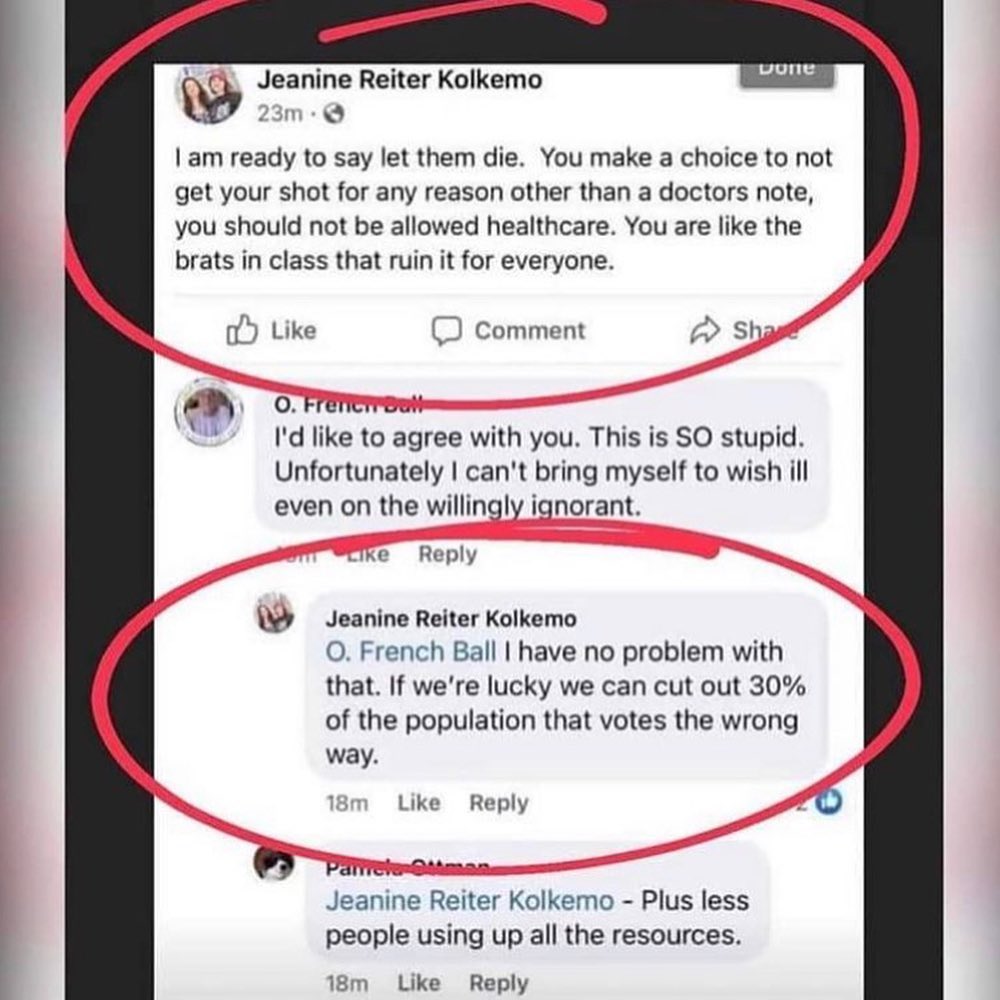 Done
Jeanine Reiter Kolkemo
23m
I am ready to say let them die. You make a choice to not
get your shot for any reason other than a doctors note,
you should not be allowed healthcare. You are like the
brats in class that ruin it for everyone.
Like Comment Share
O. French Ball
I'd like to agree with you. This is SO stupid.
Unfortunately I can't bring myself to wish ill
even on the willingly ignorant.
Like Reply
Jeanine Reiter Kolkemo
O. French Ball I have no problem with
that. If we're lucky we can cut out 30%
of the population that votes the wrong
way.
18m Like Reply
2
Pamela Ottman
Jeanine Reiter Kolkemo - Plus less
people using up all the resources.
18m Like Reply